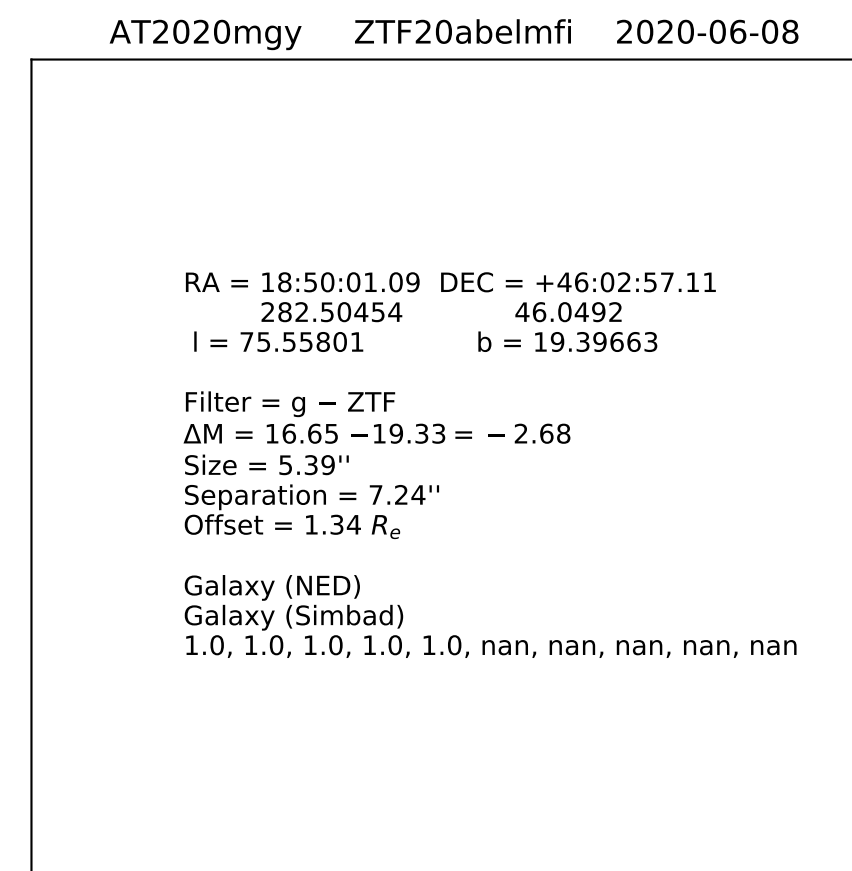 AT2020mgy ZTF20abelmfi 2020-06-08
RA = 18:50:01.09 DEC = +46:02:57.11
282.50454 46.0492
l = 75.55801 b = 19.39663
Filter = g − ZTF
ΔM = 16.65 −19.33 = −2.68
Size = 5.39''
Separation = 7.24''
Offset = 1.34 Re
Galaxy (NED)
Galaxy (Simbad)
1.0, 1.0, 1.0, 1.0, 1.0, nan, nan, nan, nan, nan